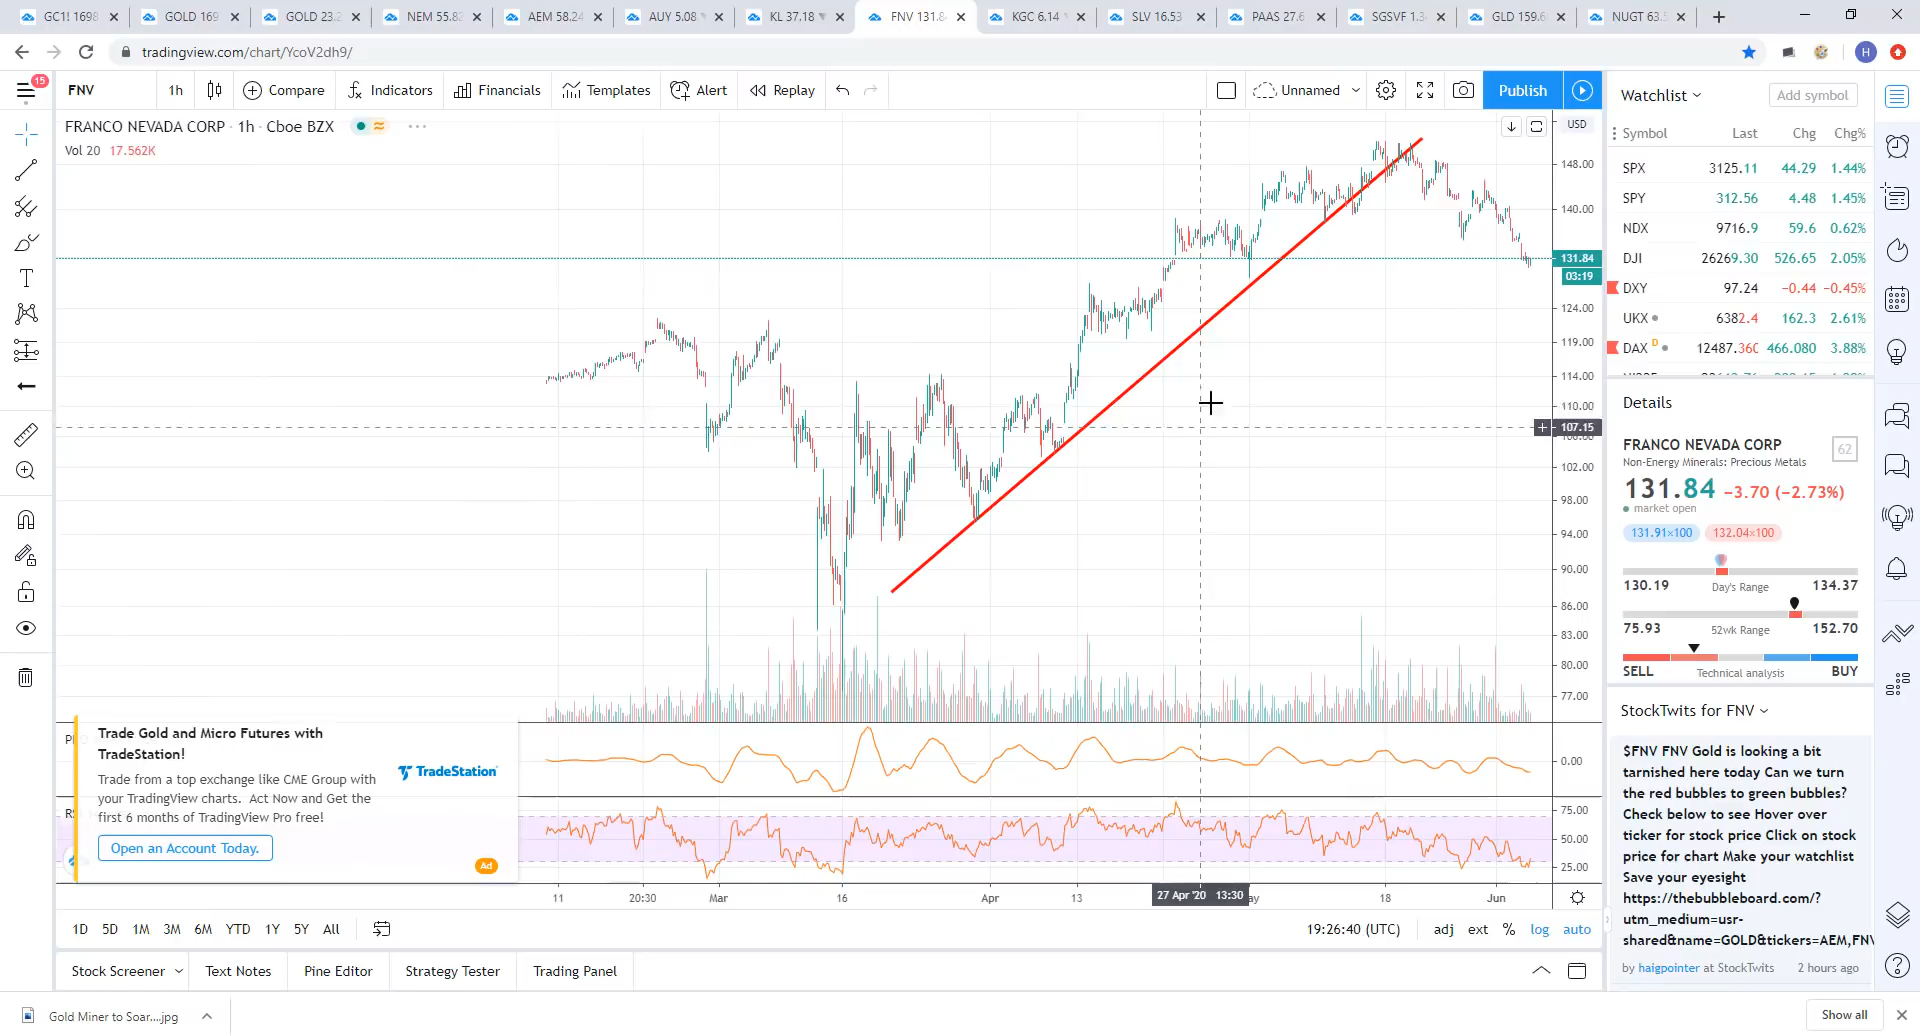 GC1! 1698
GOLD 169
GOLD 23.2
NEM 55.82
AEM 58.24
AUY 5.08
KL 37.18
FNV 131.8
KGC 6.14
SLV 16.53
PAAS 27.6
SGSVF 1.3
GLD 159.6
NUGT 63.5
tradingview.com/chart/YcoV2dh9/
H
15
FNV
1h
Compare
Indicators
Financials
Templates
Alert
Replay
Unnamed
Publish
FRANCO NEVADA CORP · 1h · Cboe BZX
Vol 20 17.562K
USD
148.00
140.00
131.84
03:19
124.00
119.00
114.00
110.00
107.15
102.00
98.00
94.00
90.00
86.00
83.00
80.00
77.00
0.00
75.00
50.00
25.00
Trade Gold and Micro Futures with
TradeStation!
Trade from a top exchange like CME Group with
your TradingView charts. Act Now and Get the
first 6 months of TradingView Pro free!
TradeStation
Open an Account Today.
Ad
11
20:30
Mar
16
Apr
13
27 Apr '20 13:30
18
Jun
1D
5D
1M
3M
6M
YTD
1Y
5Y
All
19:26:40 (UTC)
adj
ext
%
log
auto
Stock Screener
Text Notes
Pine Editor
Strategy Tester
Trading Panel
Watchlist
Add symbol
Symbol Last Chg Chg%
SPX 3125.11 44.29 1.44%
SPY 312.56 4.48 1.45%
NDX 9716.9 59.6 0.62%
DJI 26269.30 526.65 2.05%
DXY 97.24 −0.44 −0.45%
UKX 6382.4 162.3 2.61%
DAX D 12487.360 466.080 3.88%
Details
FRANCO NEVADA CORP
62
Non-Energy Minerals: Precious Metals
131.84 −3.70 (−2.73%)
market open
131.91×100 132.04×100
130.19 Day's Range 134.37
75.93 52wk Range 152.70
SELL Technical analysis BUY
StockTwits for FNV
$FNV FNV Gold is looking a bit
tarnished here today Can we turn
the red bubbles to green bubbles?
Check below to see Hover over
ticker for stock price Click on stock
price for chart Make your watchlist
Save your eyesight
https://thebubbleboard.com/?
utm_medium=usr-
shared&name=GOLD&tickers=AEM,FNV
by haigpointer at StockTwits 2 hours ago
Gold Miner to Soar....jpg
Show all